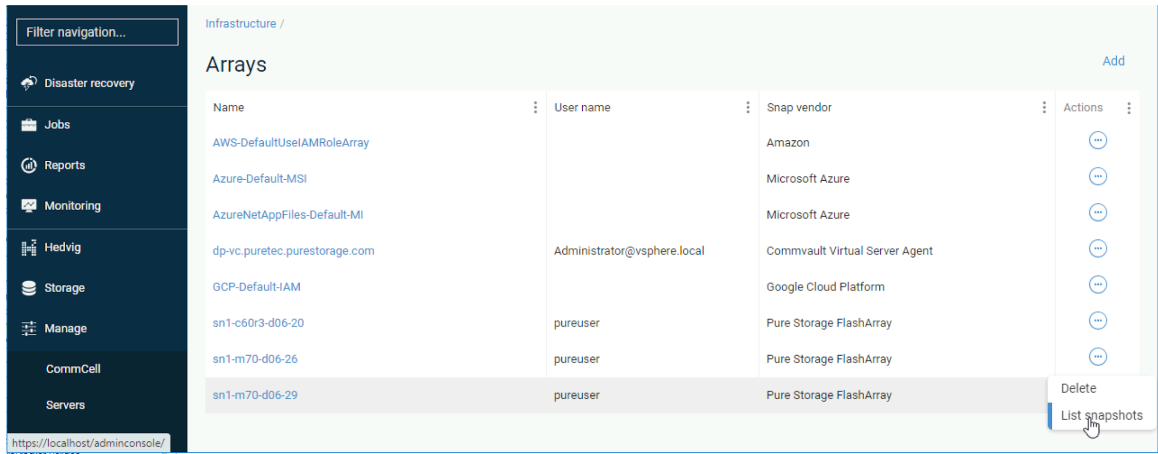 Filter navigation...
Disaster recovery
Jobs
Reports
Monitoring
Hedvig
Storage
Manage
CommCell
Servers
https://localhost/adminconsole/
Infrastructure /
Arrays
Add
Name User name Snap vendor Actions
AWS-DefaultUseIAMRoleArray Amazon
Azure-Default-MSI Microsoft Azure
AzureNetAppFiles-Default-MI Microsoft Azure
dp-vc.puretec.purestorage.com Administrator@vsphere.local Commvault Virtual Server Agent
GCP-Default-IAM Google Cloud Platform
sn1-c60r3-d06-20 pureuser Pure Storage FlashArray
sn1-m70-d06-26 pureuser Pure Storage FlashArray
sn1-m70-d06-29 pureuser Pure Storage FlashArray
Delete
List snapshots